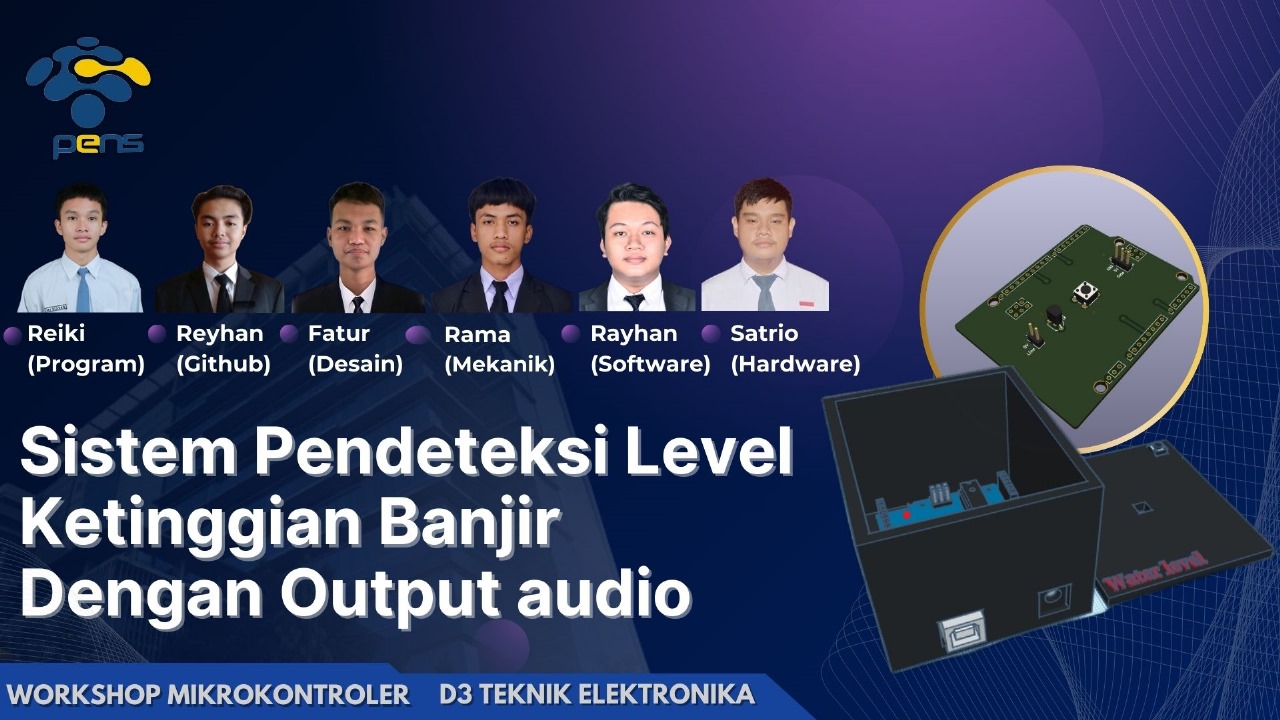 pens
Reiki
(Program)
Reyhan
(Github)
Fatur
(Desain)
Rama
(Mekanik)
Rayhan
(Software)
Satrio
(Hardware)
Sistem Pendeteksi Level
Ketinggian Banjir
Dengan Output audio
Water level
WORKSHOP MIKROKONTROLER
D3 TEKNIK ELEKTRONIKA